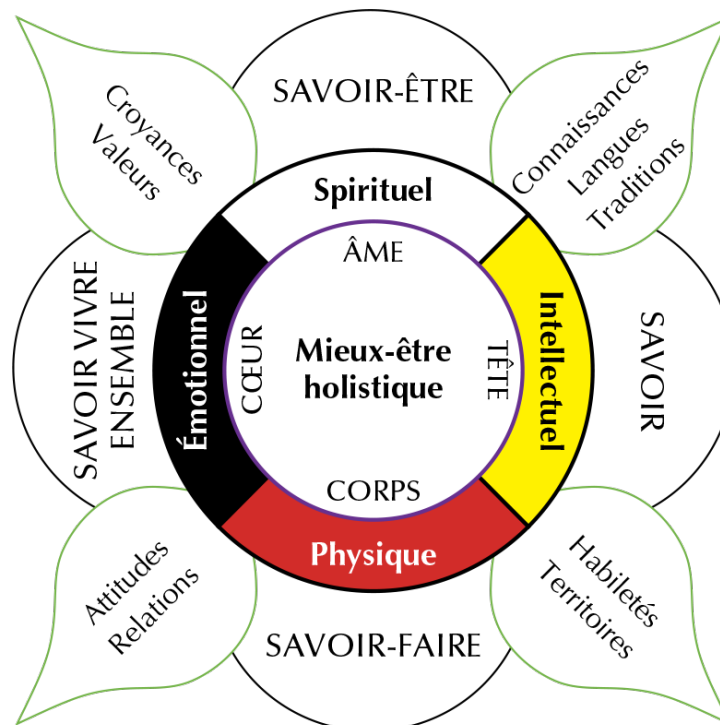 SAVOIR-ÊTRE
Croyances
Valeurs
Connaissances
Langues
Traditions
Spirituel
ÂME
SAVOIR VIVRE
ENSEMBLE
Émotionnel
CŒUR
Mieux-être
holistique
TÊTE
Intellectuel
SAVOIR
CORPS
Physique
Attitudes
Relations
Habiletés
Territoires
SAVOIR-FAIRE